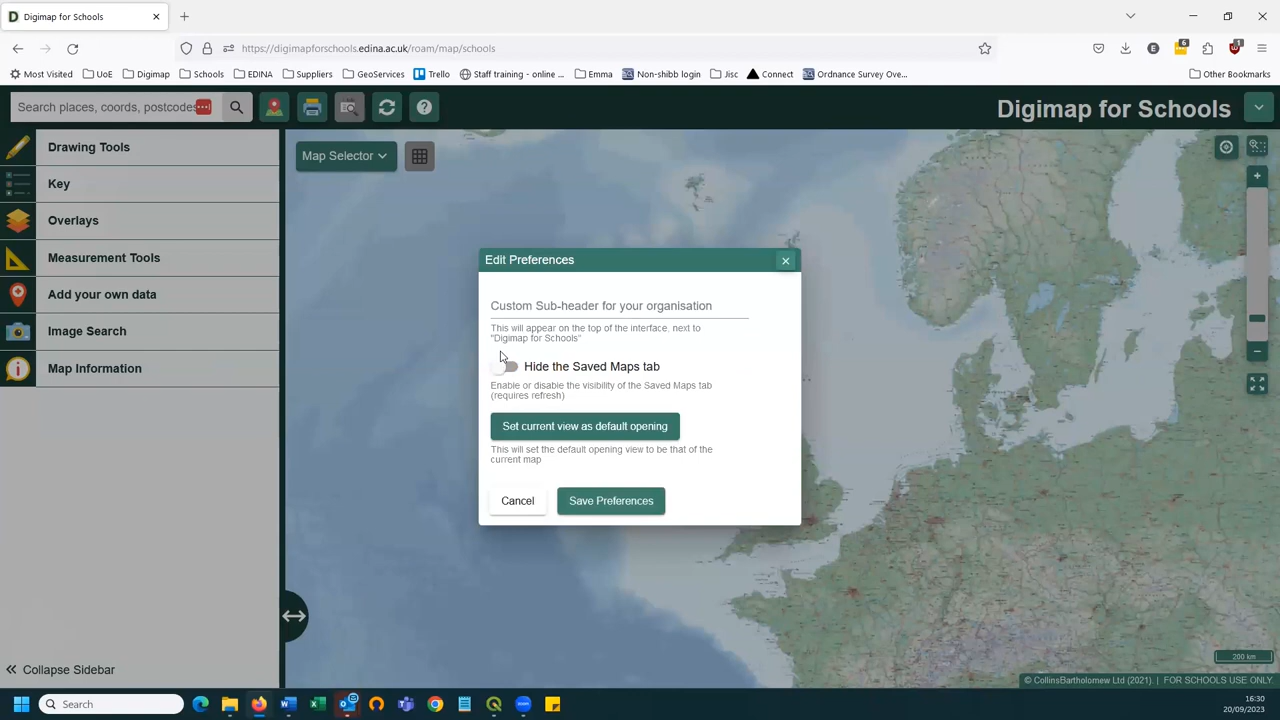 Digimap for Schools
https://digimapforschools.edina.ac.uk/roam/map/schools
6
E
1
Most Visited
UoE
Digimap
Schools
EDINA
Suppliers
GeoServices
Trello
Staff training - online ...
Emma
Non-shibb login
Jisc
Connect
Ordnance Survey Ove...
Other Bookmarks
Search places, coords, postcodes
Digimap for Schools
Drawing Tools
Key
Overlays
Measurement Tools
Add your own data
Image Search
Map Information
Collapse Sidebar
Map Selector
Edit Preferences
Custom Sub-header for your organisation
This will appear on the top of the interface, next to
"Digimap for Schools"
Hide the Saved Maps tab
Enable or disable the visibility of the Saved Maps tab
(requires refresh)
Set current view as default opening
This will set the default opening view to be that of the
current map
Cancel
Save Preferences
200 km
© CollinsBartholomew Ltd (2021). | FOR SCHOOLS USE ONLY.
Search
16:30
20/09/2023